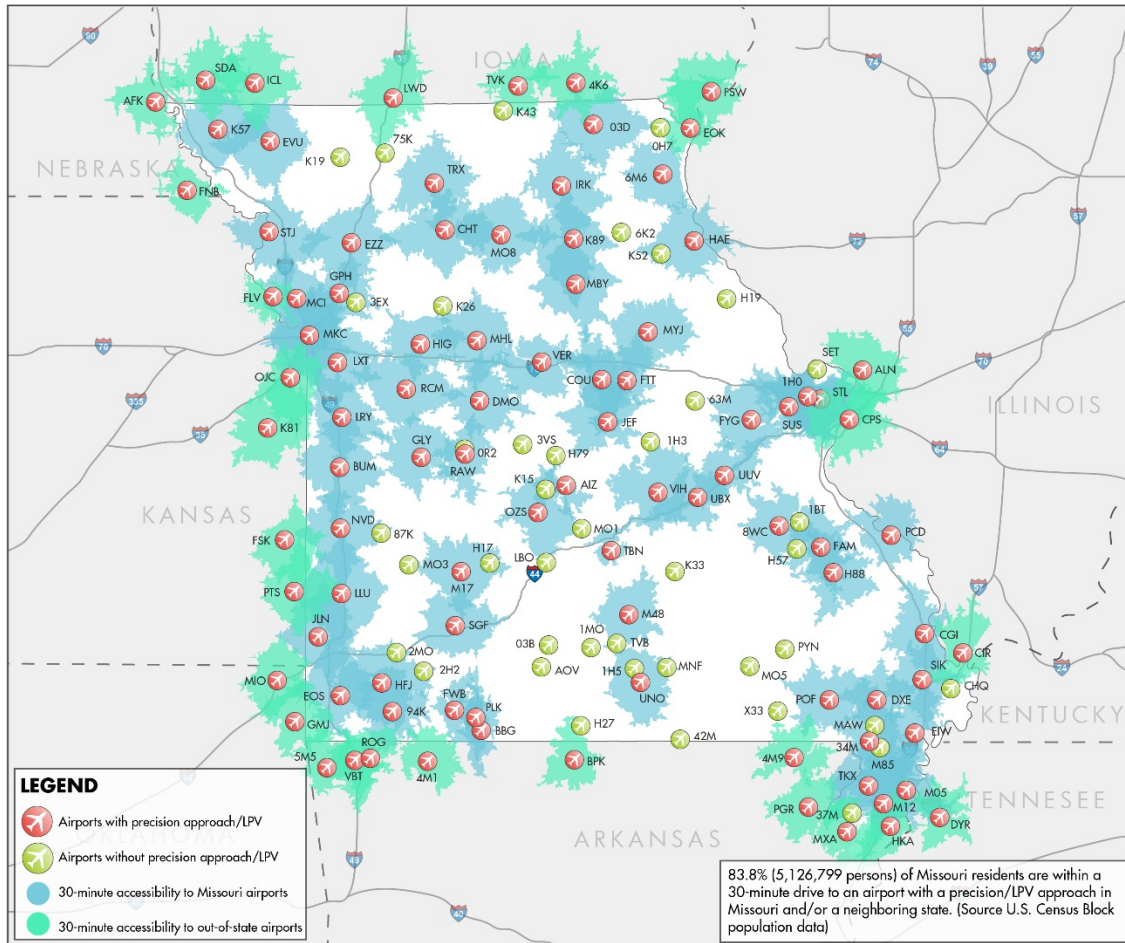 IOWA
SDA
ICL
AFK
LWD
TVK
4K6
PSW
K43
K57
EVU
03D
EOK
0H7
75K
K19
NEBRASKA
TRX
IRK
6M6
FNB
STJ
EZZ
CHT
MO8
K89
6K2
K52
HAE
GPH
FLV
MCI
3EX
K26
MBY
H19
MKC
HIG
MHL
MYJ
VER
LXT
OJC
COU
FTT
SET
ALN
1H0
STL
RCM
DMO
63M
ILLINOIS
K81
LRY
JEF
FYG
SUS
CPS
GLY
0R2
RAW
3VS
H79
1H3
BUM
K15
AIZ
UUV
VIH
UBX
OZS
KANSAS
NVD
87K
MO1
8WC
1BT
PCD
FSK
H17
LBO
TBN
H57
FAM
MO3
M17
K33
H88
PTS
LLU
M48
JLN
SGF
CGI
03B
1MO
TVB
PYN
CIR
2MO
2H2
AOV
1H5
MNF
MO5
SIK
MIO
HFJ
UNO
CHQ
EOS
94K
FWB
PLK
POF
DXE
X33
KENTUCKY
GMJ
BBG
H27
42M
MAW
EIW
34M
M85
5M5
VBT
ROG
4M1
BPK
4M9
TKX
M05
TENNESSEE
PGR
M12
37M
MXA
HKA
DYR
ARKANSAS
OKLAHOMA
70
35
335
44
49
40
72
74
39
55
57
70
64
57
24
55
LEGEND
Airports with precision approach/LPV
Airports without precision approach/LPV
30-minute accessibility to Missouri airports
30-minute accessibility to out-of-state airports
83.8% (5,126,799 persons) of Missouri residents are within a
30-minute drive to an airport with a precision/LPV approach in
Missouri and/or a neighboring state. (Source U.S. Census Block
population data)